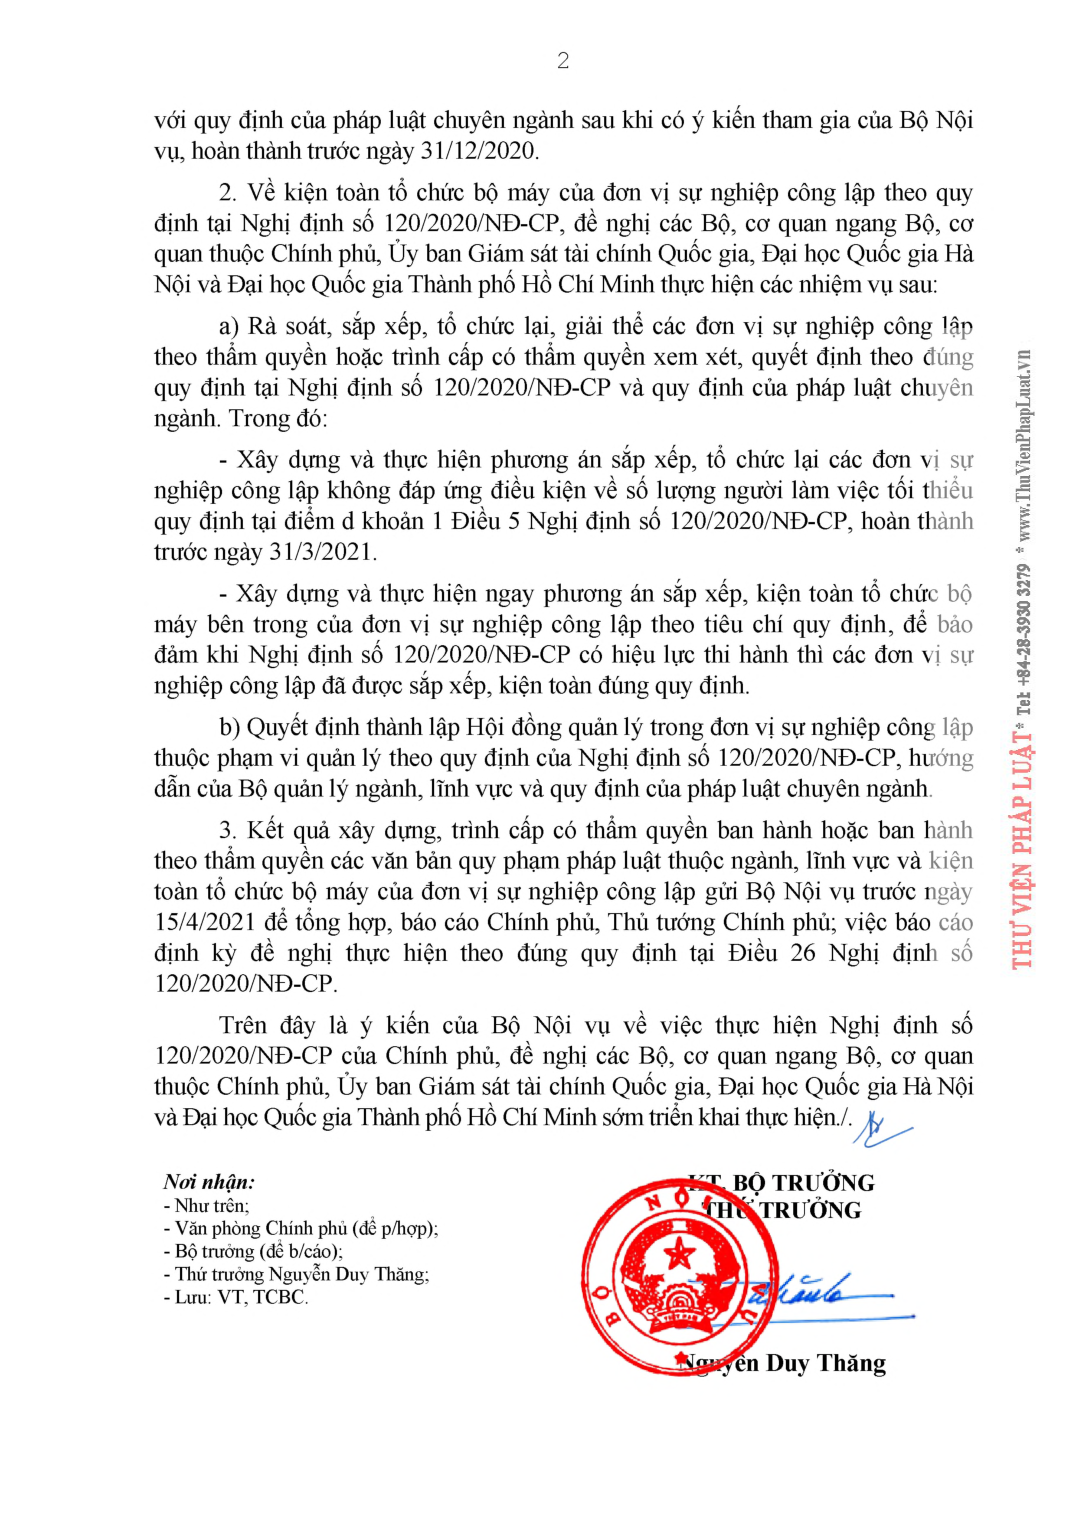 2
với quy định của pháp luật chuyên ngành sau khi có ý kiến tham gia của Bộ Nội
vụ, hoàn thành trước ngày 31/12/2020.
2. Về kiện toàn tổ chức bộ máy của đơn vị sự nghiệp công lập theo quy
định tại Nghị định số 120/2020/NĐ-CP, đề nghị các Bộ, cơ quan ngang Bộ, cơ
quan thuộc Chính phủ, Ủy ban Giám sát tài chính Quốc gia, Đại học Quốc gia Hà
Nội và Đại học Quốc gia Thành phố Hồ Chí Minh thực hiện các nhiệm vụ sau:
a) Rà soát, sắp xếp, tổ chức lại, giải thể các đơn vị sự nghiệp công lập
theo thẩm quyền hoặc trình cấp có thẩm quyền xem xét, quyết định theo đúng
quy định tại Nghị định số 120/2020/NĐ-CP và quy định của pháp luật chuyên
ngành. Trong đó:
- Xây dựng và thực hiện phương án sắp xếp, tổ chức lại các đơn vị sự
nghiệp công lập không đáp ứng điều kiện về số lượng người làm việc tối thiểu
quy định tại điểm d khoản 1 Điều 5 Nghị định số 120/2020/NĐ-CP, hoàn thành
trước ngày 31/3/2021.
- Xây dựng và thực hiện ngay phương án sắp xếp, kiện toàn tổ chức bộ
máy bên trong của đơn vị sự nghiệp công lập theo tiêu chí quy định, để bảo
đảm khi Nghị định số 120/2020/NĐ-CP có hiệu lực thi hành thì các đơn vị sự
nghiệp công lập đã được sắp xếp, kiện toàn đúng quy định.
b) Quyết định thành lập Hội đồng quản lý trong đơn vị sự nghiệp công lập
thuộc phạm vi quản lý theo quy định của Nghị định số 120/2020/NĐ-CP, hướng
dẫn của Bộ quản lý ngành, lĩnh vực và quy định của pháp luật chuyên ngành.
3. Kết quả xây dựng, trình cấp có thẩm quyền ban hành hoặc ban hành
theo thẩm quyền các văn bản quy phạm pháp luật thuộc ngành, lĩnh vực và kiện
toàn tổ chức bộ máy của đơn vị sự nghiệp công lập gửi Bộ Nội vụ trước ngày
15/4/2021 để tổng hợp, báo cáo Chính phủ, Thủ tướng Chính phủ; việc báo cáo
định kỳ đề nghị thực hiện theo đúng quy định tại Điều 26 Nghị định số
120/2020/NĐ-CP.
Trên đây là ý kiến của Bộ Nội vụ về việc thực hiện Nghị định số
120/2020/NĐ-CP của Chính phủ, đề nghị các Bộ, cơ quan ngang Bộ, cơ quan
thuộc Chính phủ, Ủy ban Giám sát tài chính Quốc gia, Đại học Quốc gia Hà Nội
và Đại học Quốc gia Thành phố Hồ Chí Minh sớm triển khai thực hiện./.
Nơi nhận:
- Như trên;
- Văn phòng Chính phủ (để p/hợp);
- Bộ trưởng (để b/cáo);
- Thứ trưởng Nguyễn Duy Thăng;
- Lưu: VT, TCBC.
KT. BỘ TRƯỞNG
THỨ TRƯỞNG
BỘ NỘI VỤ
VIỆT NAM
Nguyễn Duy Thăng
THƯ VIỆN PHÁP LUẬT * Tel: +84-28-3930 3279 * www.ThuVienPhapLuat.vn